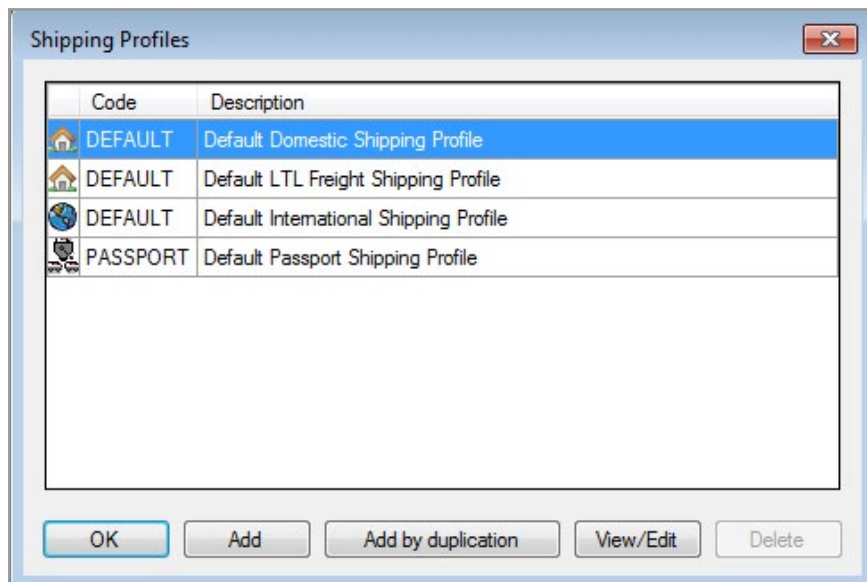 Shipping Profiles
Code Description
DEFAULT Default Domestic Shipping Profile
DEFAULT Default LTL Freight Shipping Profile
DEFAULT Default International Shipping Profile
PASSPORT Default Passport Shipping Profile
OK Add Add by duplication View/Edit Delete